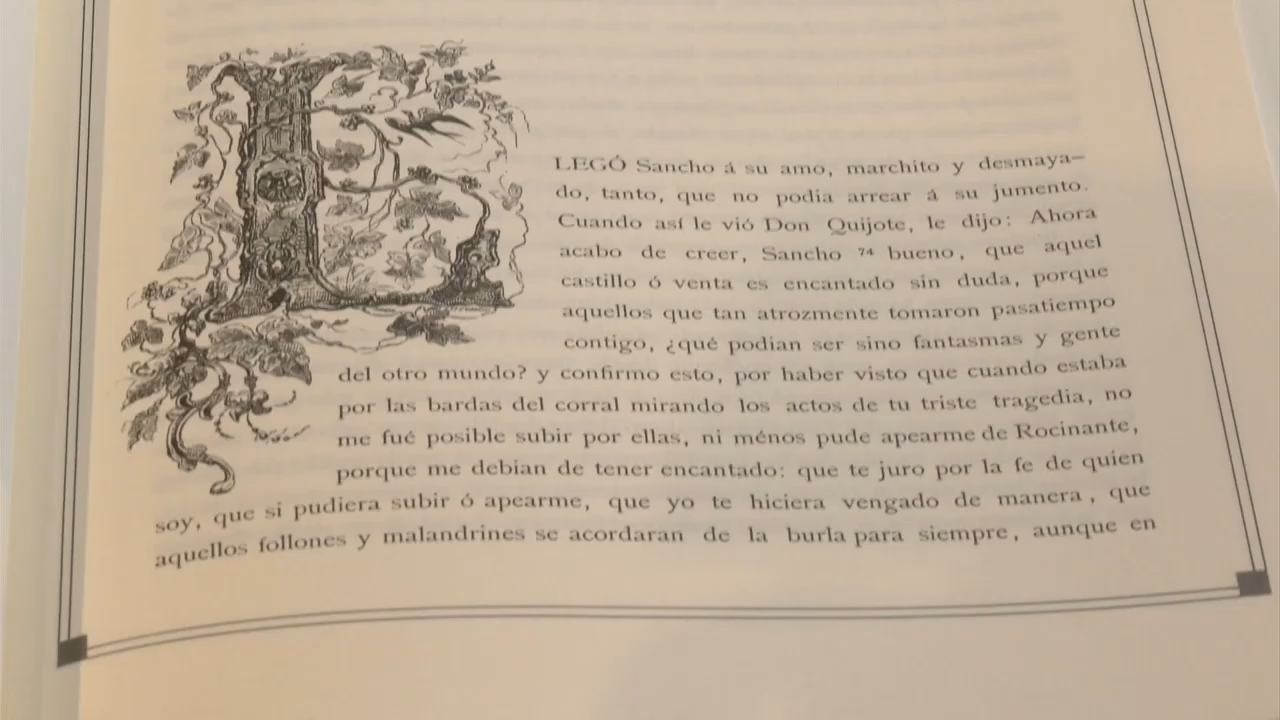 LLEGÓ Sancho á su amo, marchito y desmaya-
do, tanto, que no podia arrear á su jumento.
Cuando así le vió Don Quijote, le dijo: Ahora
acabo de creer, Sancho 74 bueno, que aquel
castillo ó venta es encantado sin duda, porque
aquellos que tan atrozmente tomaron pasatiempo
contigo, ¿qué podian ser sino fantasmas y gente
del otro mundo? y confirmo esto, por haber visto que cuando estaba
por las bardas del corral mirando los actos de tu triste tragedia, no
me fué posible subir por ellas, ni ménos pude apearme de Rocinante,
porque me debian de tener encantado: que te juro por la fe de quien
soy, que si pudiera subir ó apearme, que yo te hiciera vengado de manera, que
aquellos follones y malandrines se acordaran de la burla para siempre, aunque en